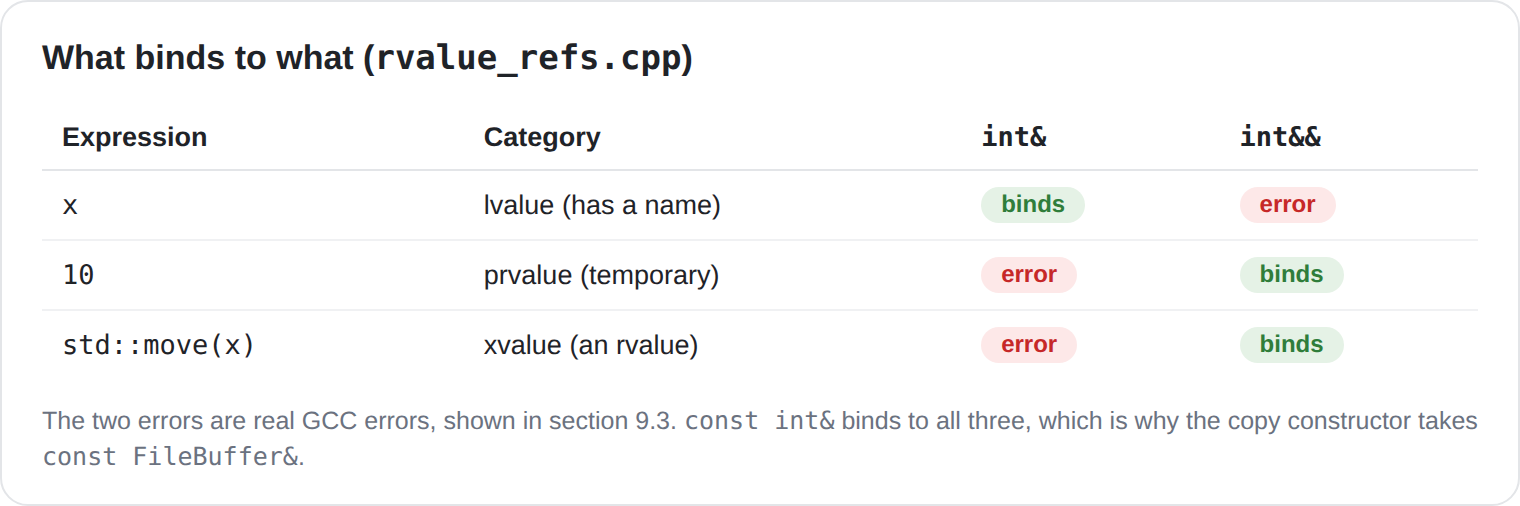 What binds to what (rvalue_refs.cpp)
Expression Category int& int&&
x lvalue (has a name) binds error
10 prvalue (temporary) error binds
std::move(x) xvalue (an rvalue) error binds
The two errors are real GCC errors, shown in section 9.3. const int& binds to all three, which is why the copy constructor takes
const FileBuffer&.